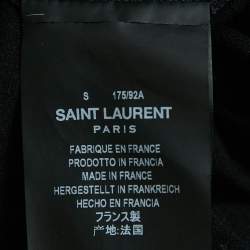 S 175/92A
SAINT LAURENT
PARIS
FABRIQUE EN FRANCE
PRODOTTO IN FRANCIA
MADE IN FRANCE
HERGESTELLT IN FRANKREICH
HECHO EN FRANCIA
フランス製
产地:法国